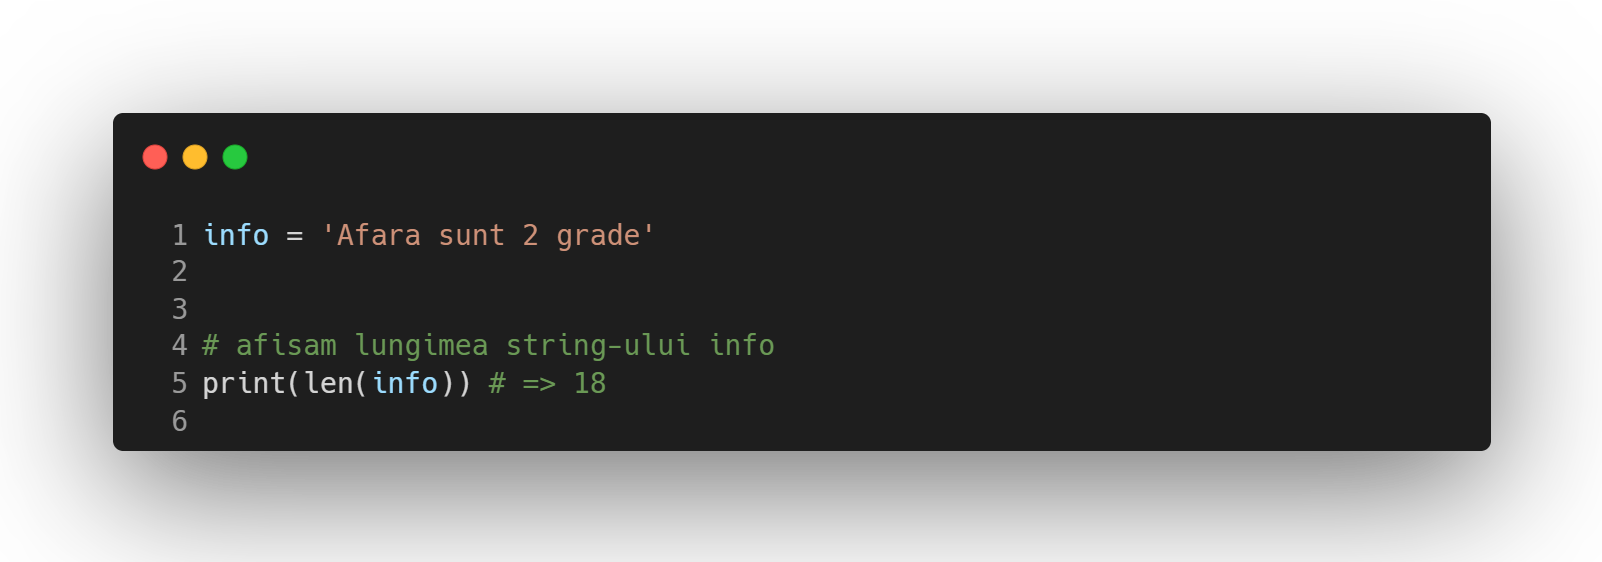 1 info = 'Afara sunt 2 grade'
2
3
4 # afisam lungimea string-ului info
5 print(len(info)) # => 18
6